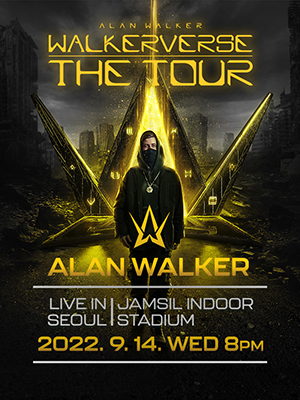 ALAN WALKER
WALKERVERSE
THE TOUR
ALAN WALKER
LIVE IN SEOUL
JAMSIL INDOOR STADIUM
2022. 9. 14. WED 8PM